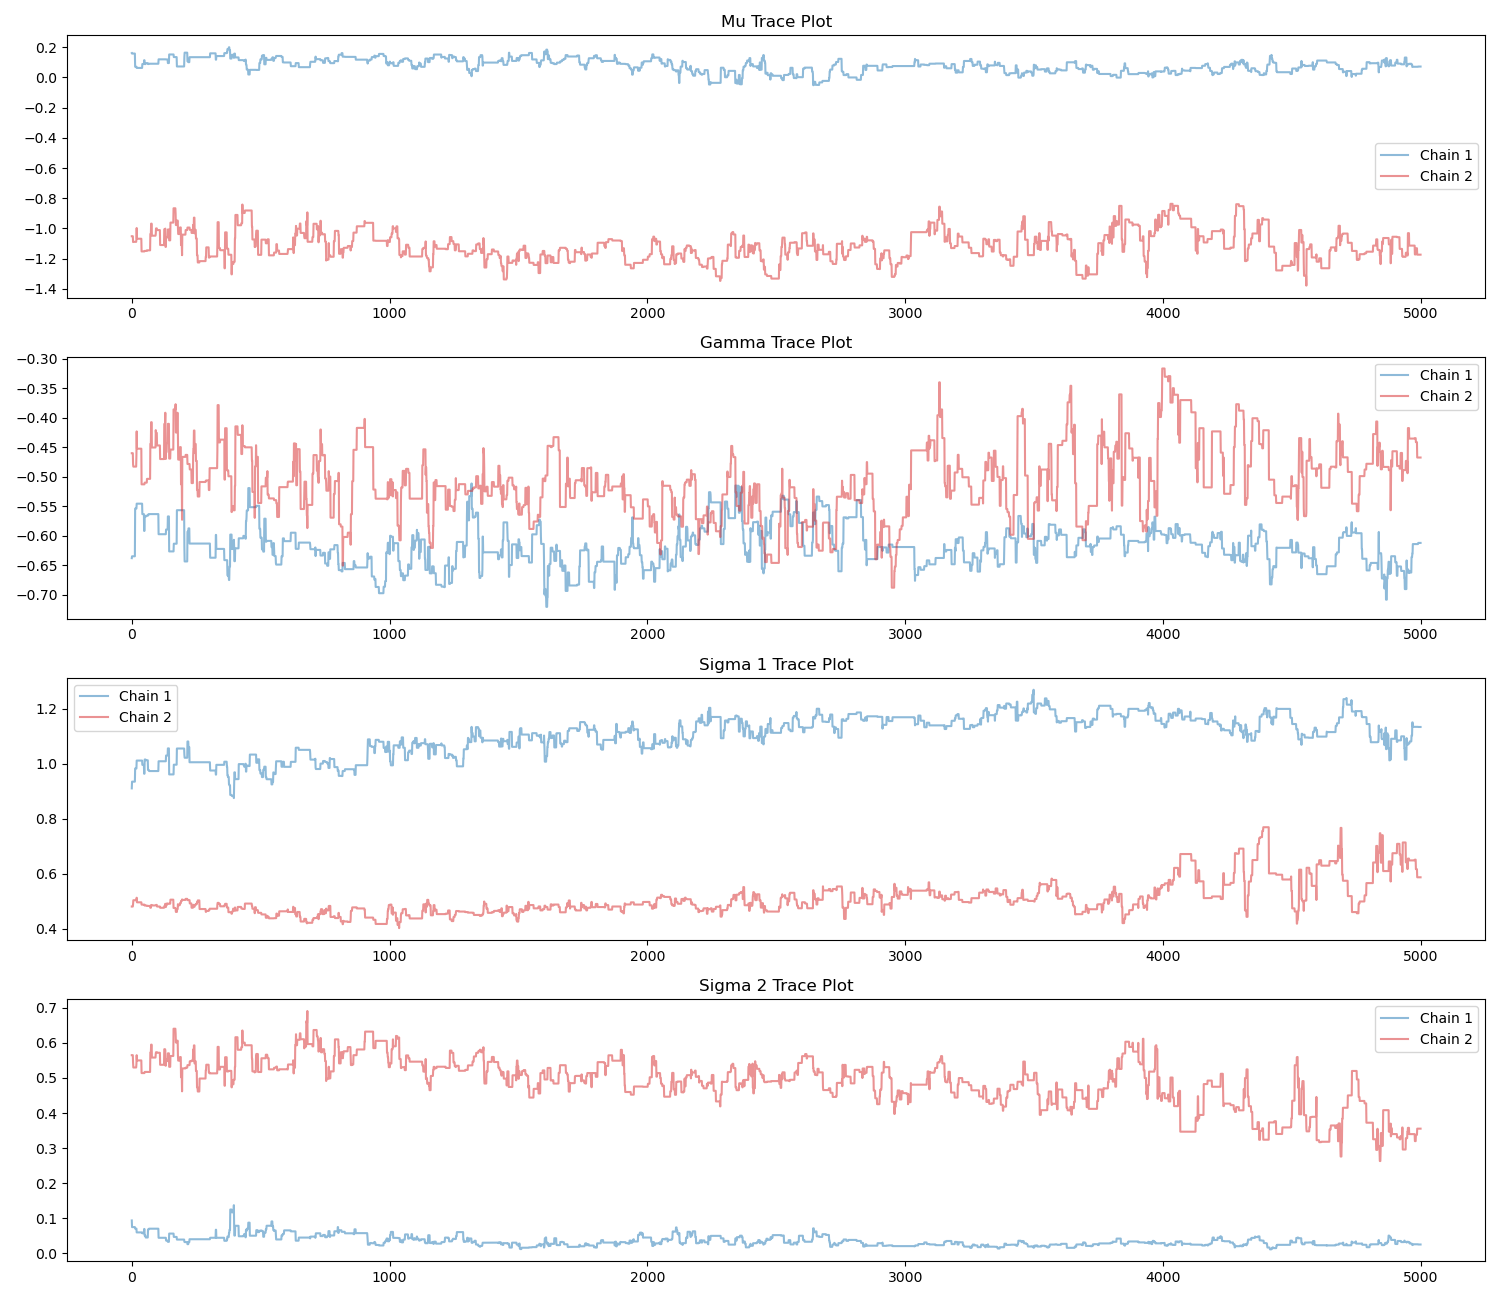 Mu Trace Plot
0.2
0.0
−0.2
−0.4
−0.6
−0.8
−1.0
−1.2
−1.4
Chain 1
Chain 2
0 1000 2000 3000 4000 5000
Gamma Trace Plot
−0.30
−0.35
−0.40
−0.45
−0.50
−0.55
−0.60
−0.65
−0.70
Chain 1
Chain 2
0 1000 2000 3000 4000 5000
Sigma 1 Trace Plot
Chain 1
Chain 2
1.2
1.0
0.8
0.6
0.4
0 1000 2000 3000 4000 5000
Sigma 2 Trace Plot
0.7
0.6
0.5
0.4
0.3
0.2
0.1
0.0
Chain 1
Chain 2
0 1000 2000 3000 4000 5000